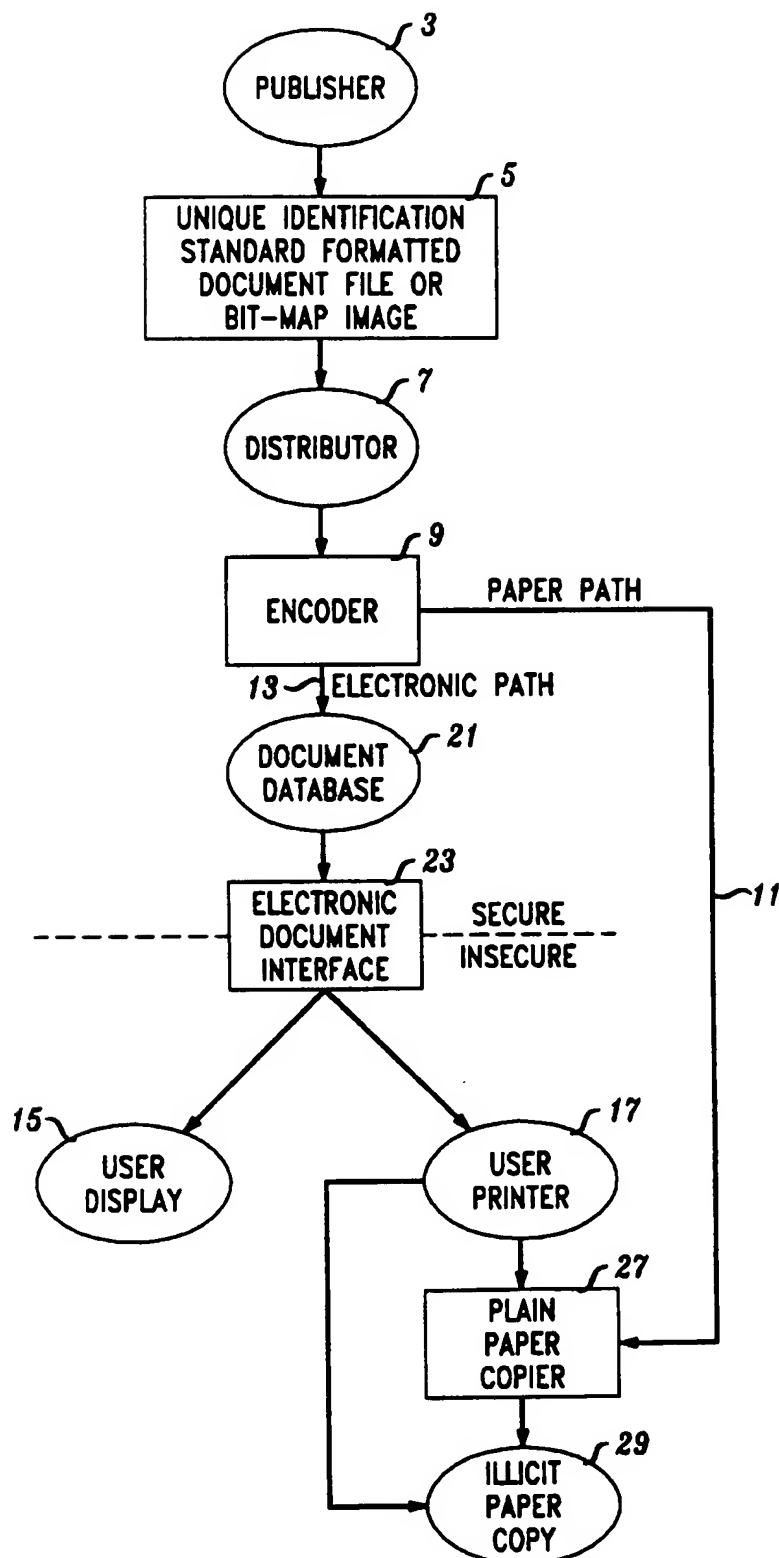 3
PUBLISHER
5
UNIQUE IDENTIFICATION
STANDARD FORMATTED
DOCUMENT FILE OR
BIT-MAP IMAGE
7
DISTRIBUTOR
9
ENCODER
PAPER PATH
13
ELECTRONIC PATH
21
DOCUMENT
DATABASE
23
ELECTRONIC
DOCUMENT
INTERFACE
SECURE
INSECURE
11
15
USER
DISPLAY
17
USER
PRINTER
27
PLAIN
PAPER
COPIER
29
ILLICIT
PAPER
COPY